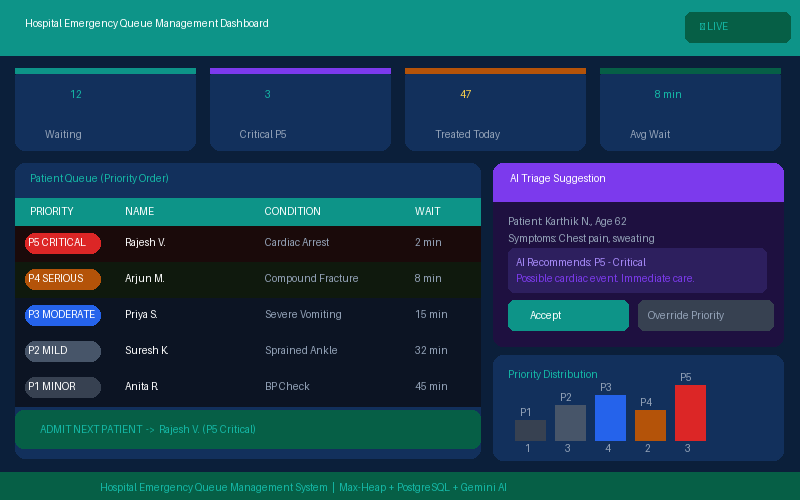 Hospital Emergency Queue Management Dashboard
LIVE
12
Waiting
3
Critical P5
47
Treated Today
8 min
Avg Wait
Patient Queue (Priority Order)
PRIORITY NAME CONDITION WAIT
P5 CRITICAL Rajesh V. Cardiac Arrest 2 min
P4 SERIOUS Arjun M. Compound Fracture 8 min
P3 MODERATE Priya S. Severe Vomiting 15 min
P2 MILD Suresh K. Sprained Ankle 32 min
P1 MINOR Anita R. BP Check 45 min
ADMIT NEXT PATIENT -> Rajesh V. (P5 Critical)
AI Triage Suggestion
Patient: Karthik N., Age 62
Symptoms: Chest pain, sweating
AI Recommends: P5 - Critical
Possible cardiac event. Immediate care.
Accept
Override Priority
Priority Distribution
P1 P2 P3 P4 P5
1 3 4 2 3
Hospital Emergency Queue Management System | Max-Heap + PostgreSQL + Gemini AI